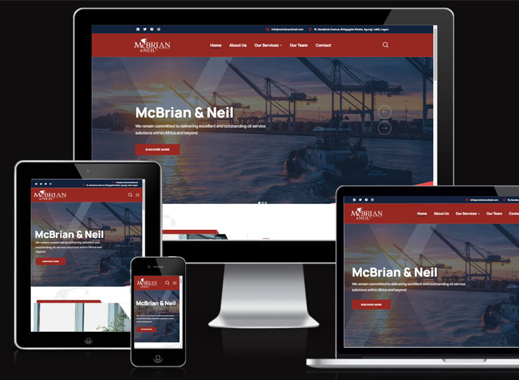 McBRIAN
& NEIL
Home About Us Our Services Our Team Contact
McBrian & Neil
We remain committed to delivering excellent and outstanding oil service
solutions within Africa and beyond
DISCOVER MORE
McBRIAN
& NEIL
McBrian & Neil
We remain committed to delivering excellent and
outstanding oil service solutions within Africa and
beyond
DISCOVER MORE
McBRIAN
& NEIL
McBrian & Neil
McBRIAN
& NEIL
Home About Us Our Services Our Team
McBrian & Neil
We remain committed to delivering excellent and outstanding oil service
solutions within Africa and beyond
DISCOVER MORE